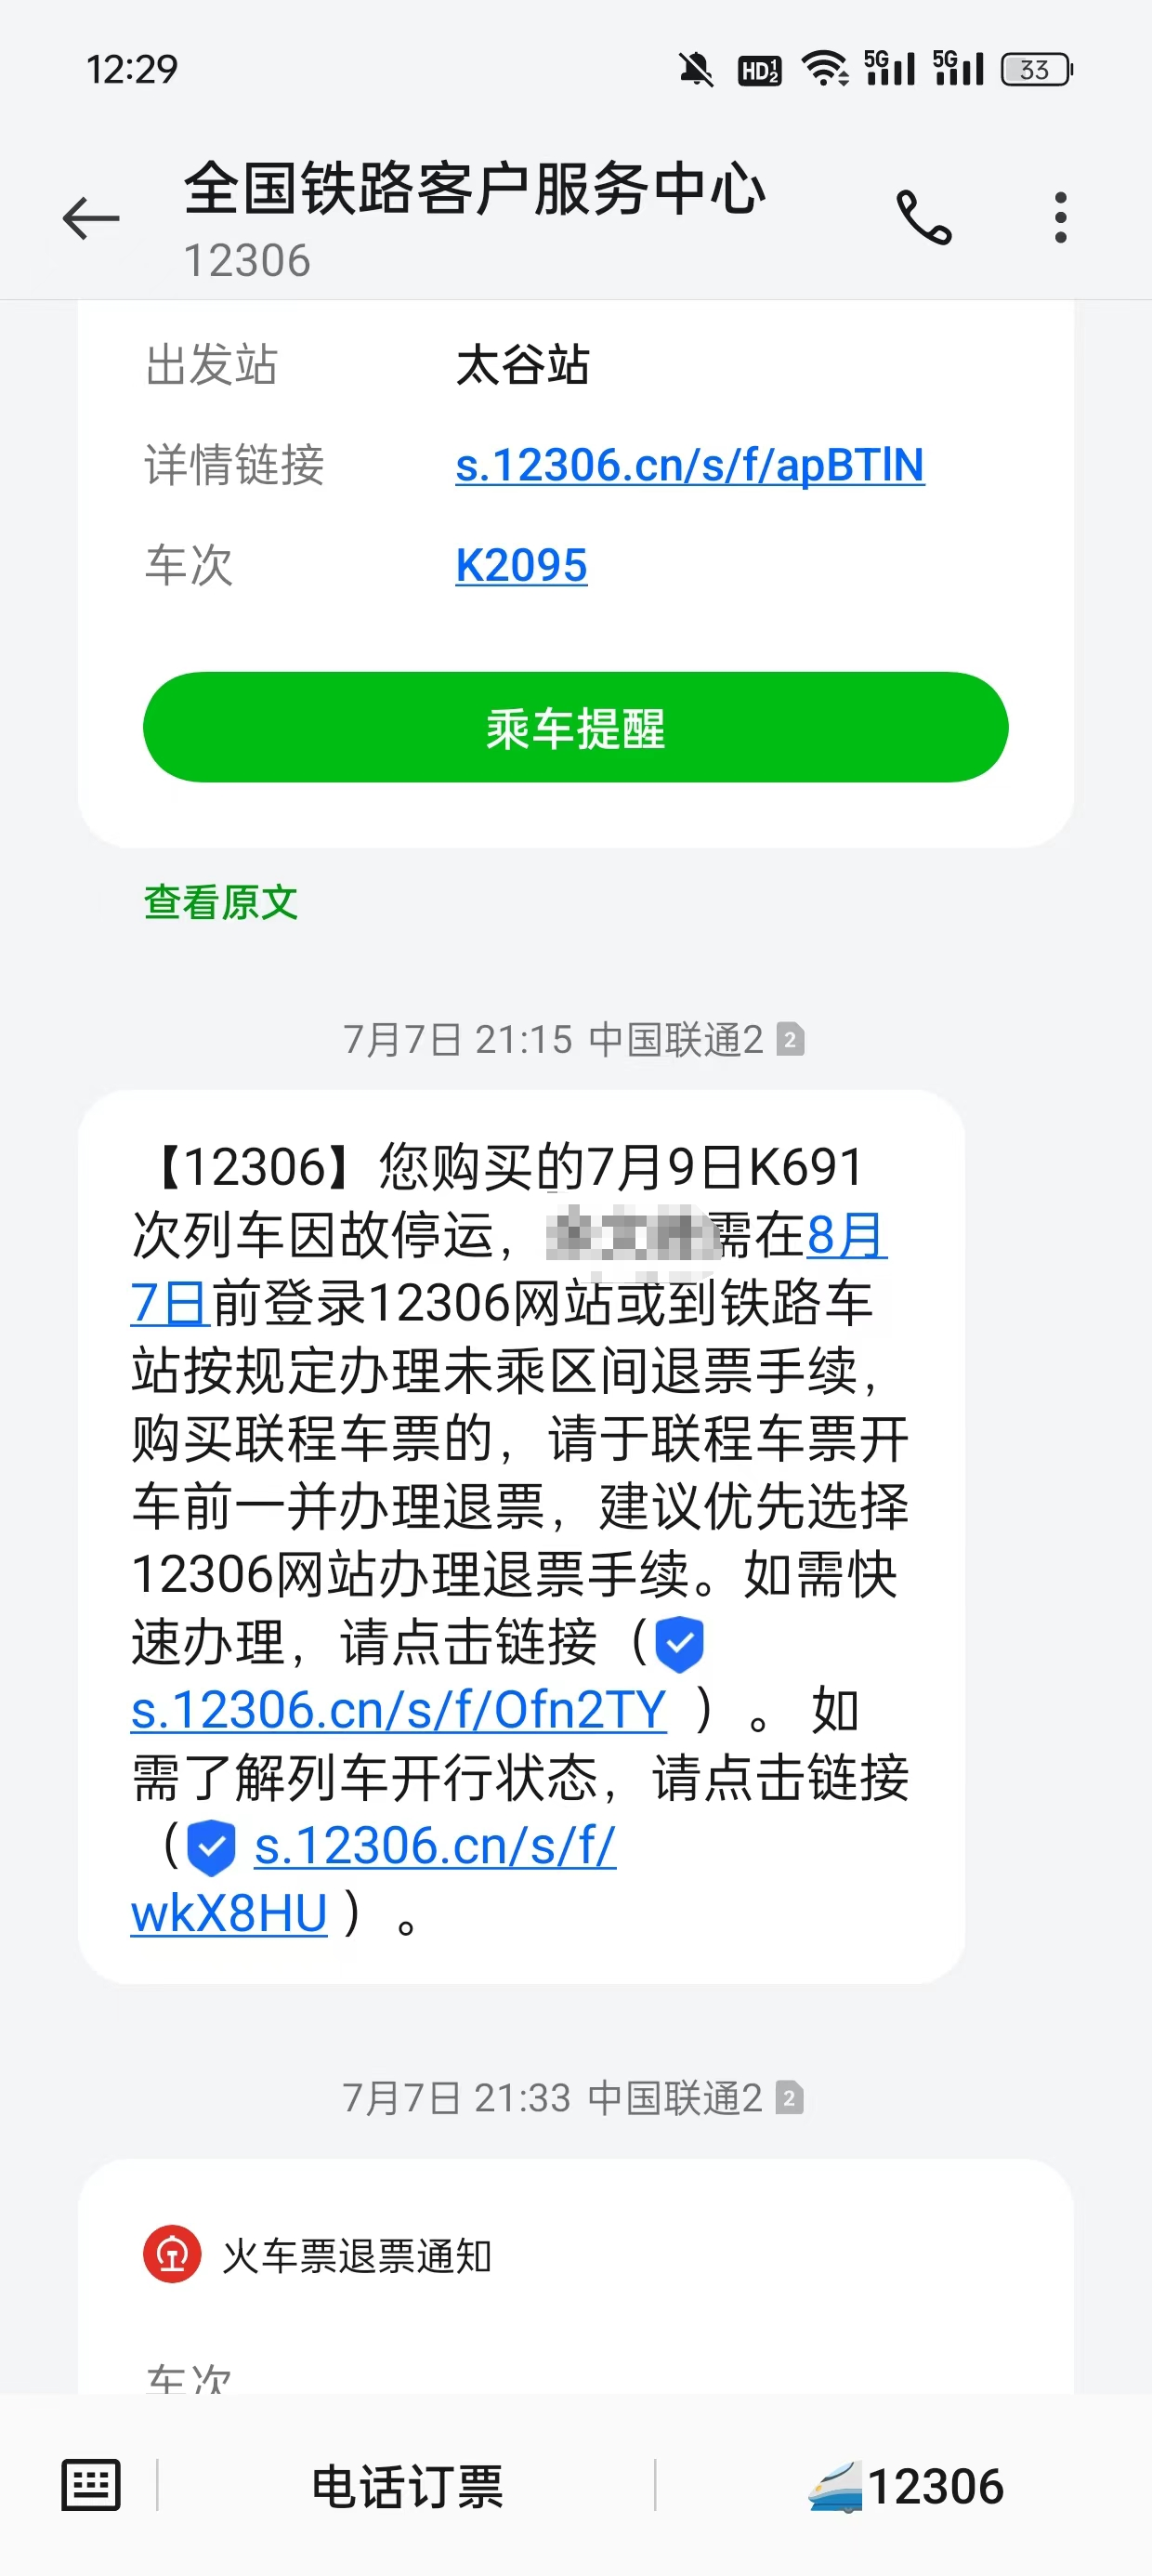 12:29
HD 1 2
5G
5G
33
全国铁路客户服务中心
12306
出发站 太谷站
详情链接 s.12306.cn/s/f/apBTlN
车次 K2095
乘车提醒
查看原文
7月7日 21:15 中国联通2 2
【12306】您购买的7月9日K691
次列车因故停运，需在8月
7日前登录12306网站或到铁路车
站按规定办理未乘区间退票手续，
购买联程车票的，请于联程车票开
车前一并办理退票，建议优先选择
12306网站办理退票手续。如需快
速办理，请点击链接（
s.12306.cn/s/f/Ofn2TY ）。如
需了解列车开行状态，请点击链接
（ s.12306.cn/s/f/
wkX8HU ）。
7月7日 21:33 中国联通2 2
火车票退票通知
车次
电话订票
12306